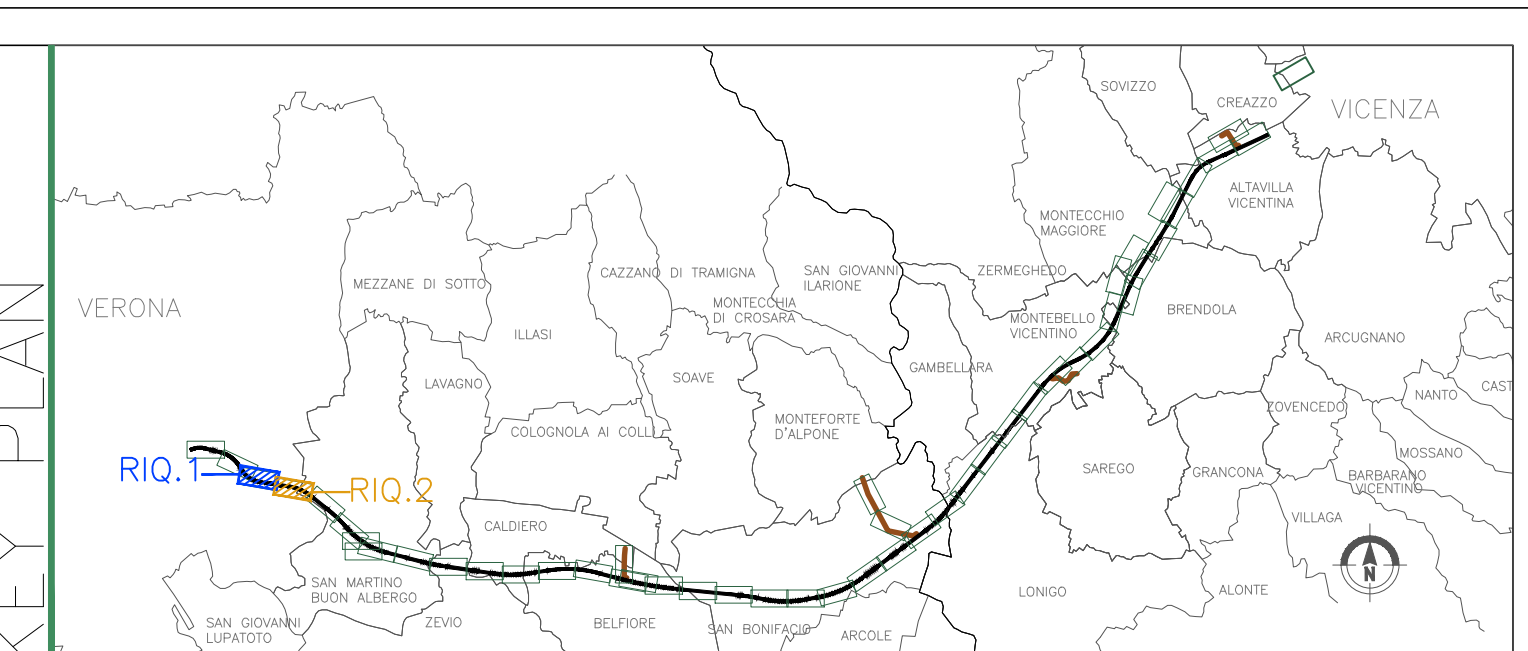 KEY PLAN
SOVIZZO
CREAZZO
VICENZA
ALTAVILLA
VICENTINA
MONTECCHIO
MAGGIORE
MEZZANE DI SOTTO
CAZZANO DI TRAMIGNA
SAN GIOVANNI
ILARIONE
ZERMEGHEDO
VERONA
MONTECCHIA
DI CROSARA
MONTEBELLO
VICENTINO
BRENDOLA
ILLASI
ARCUGNANO
GAMBELLARA
LAVAGNO
SOAVE
CAST
NANTO
ZOVENCEDO
MONTEFORTE
D'ALPONE
COLOGNOLA AI COLLI
MOSSANO
RIQ.1
SAREGO
GRANCONA
BARBARANO
VICENTINO
RIQ.2
VILLAGA
CALDIERO
N
SAN MARTINO
BUON ALBERGO
LONIGO
ALONTE
SAN GIOVANNI
LUPATOTO
ZEVIO
BELFIORE
SAN BONIFACIO
ARCOLE